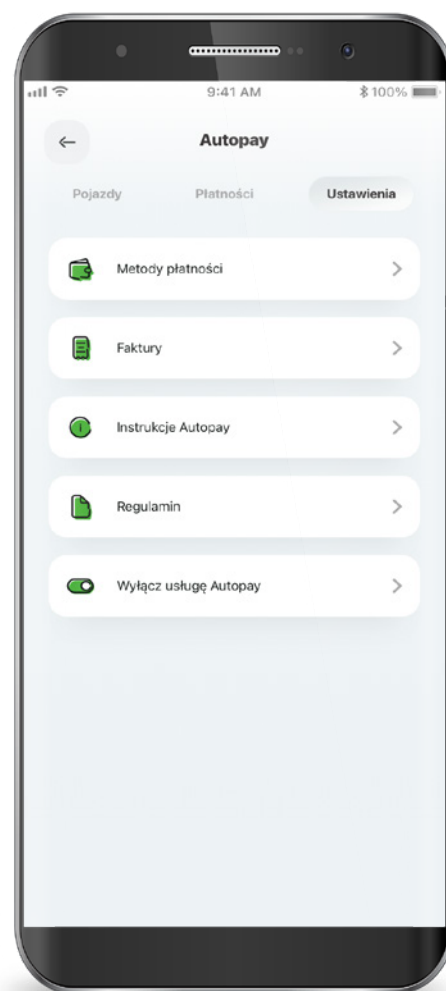 9:41 AM
100%
Autopay
Pojazdy
Płatności
Ustawienia
Metody płatności
Faktury
Instrukcje Autopay
Regulamin
Wyłącz usługę Autopay